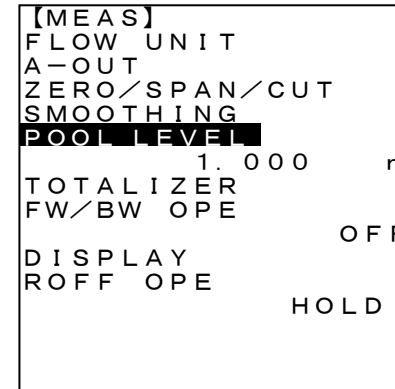 【MEAS】
FLOW UNIT
A－OUT
ZERO／SPAN／CUT
SMOOTHING
POOL LEVEL
1．000
TOTALIZER
FW／BW OPE
OFF
DISPLAY
ROFF OPE
HOLD